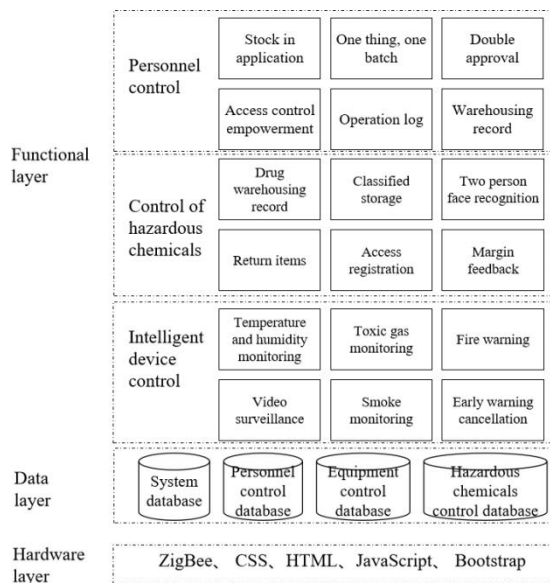 Functional
layer
Personnel
control
Stock in
application
One thing, one
batch
Double
approval
Access control
empowerment
Operation log
Warehousing
record
Control of
hazardous
chemicals
Drug
warehousing
record
Classified
storage
Two person
face recognition
Return items
Access
registration
Margin
feedback
Intelligent
device
control
Temperature
and humidity
monitoring
Toxic gas
monitoring
Fire warning
Video
surveillance
Smoke
monitoring
Early warning
cancellation
Data
layer
System
database
Personnel
control
database
Equipment
control
database
Hazardous
chemicals
control database
Hardware
layer
ZigBee、 CSS、HTML、JavaScript、 Bootstrap